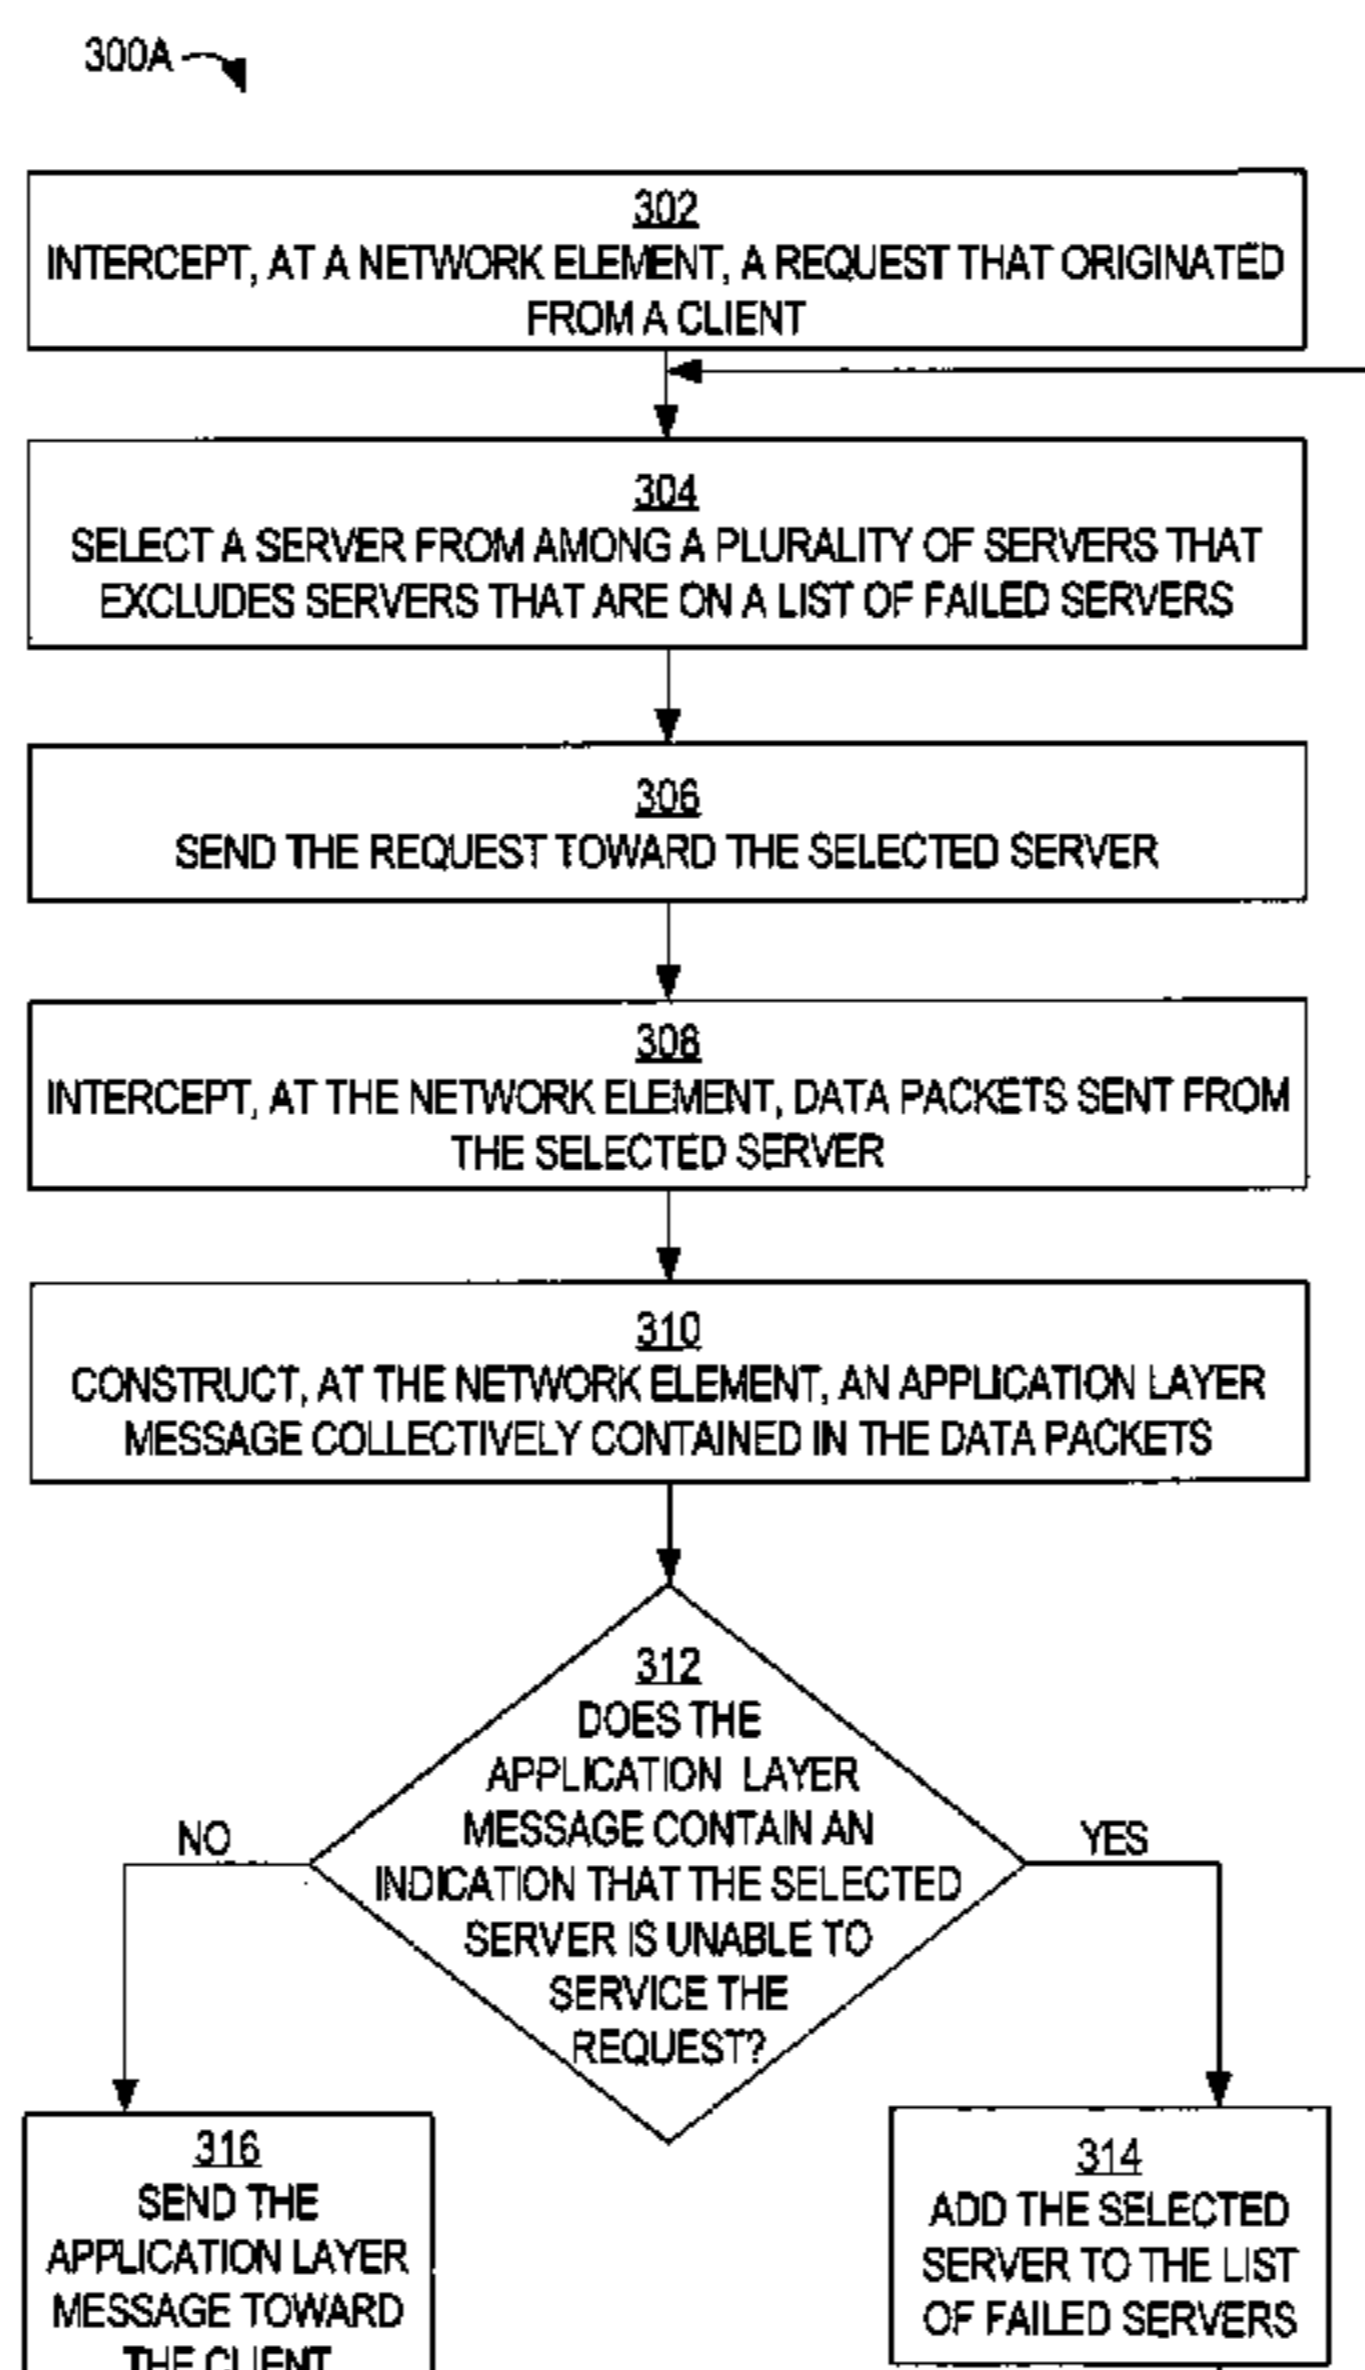 300A
302
INTERCEPT, AT A NETWORK ELEMENT, A REQUEST THAT ORIGINATED
FROM A CLIENT
304
SELECT A SERVER FROM AMONG A PLURALITY OF SERVERS THAT
EXCLUDES SERVERS THAT ARE ON A LIST OF FAILED SERVERS
306
SEND THE REQUEST TOWARD THE SELECTED SERVER
308
INTERCEPT, AT THE NETWORK ELEMENT, DATA PACKETS SENT FROM
THE SELECTED SERVER
310
CONSTRUCT, AT THE NETWORK ELEMENT, AN APPLICATION LAYER
MESSAGE COLLECTIVELY CONTAINED IN THE DATA PACKETS
312
DOES THE
APPLICATION LAYER
MESSAGE CONTAIN AN
INDICATION THAT THE SELECTED
SERVER IS UNABLE TO
SERVICE THE
REQUEST?
NO
YES
316
SEND THE
APPLICATION LAYER
MESSAGE TOWARD
THE CLIENT
314
ADD THE SELECTED
SERVER TO THE LIST
OF FAILED SERVERS